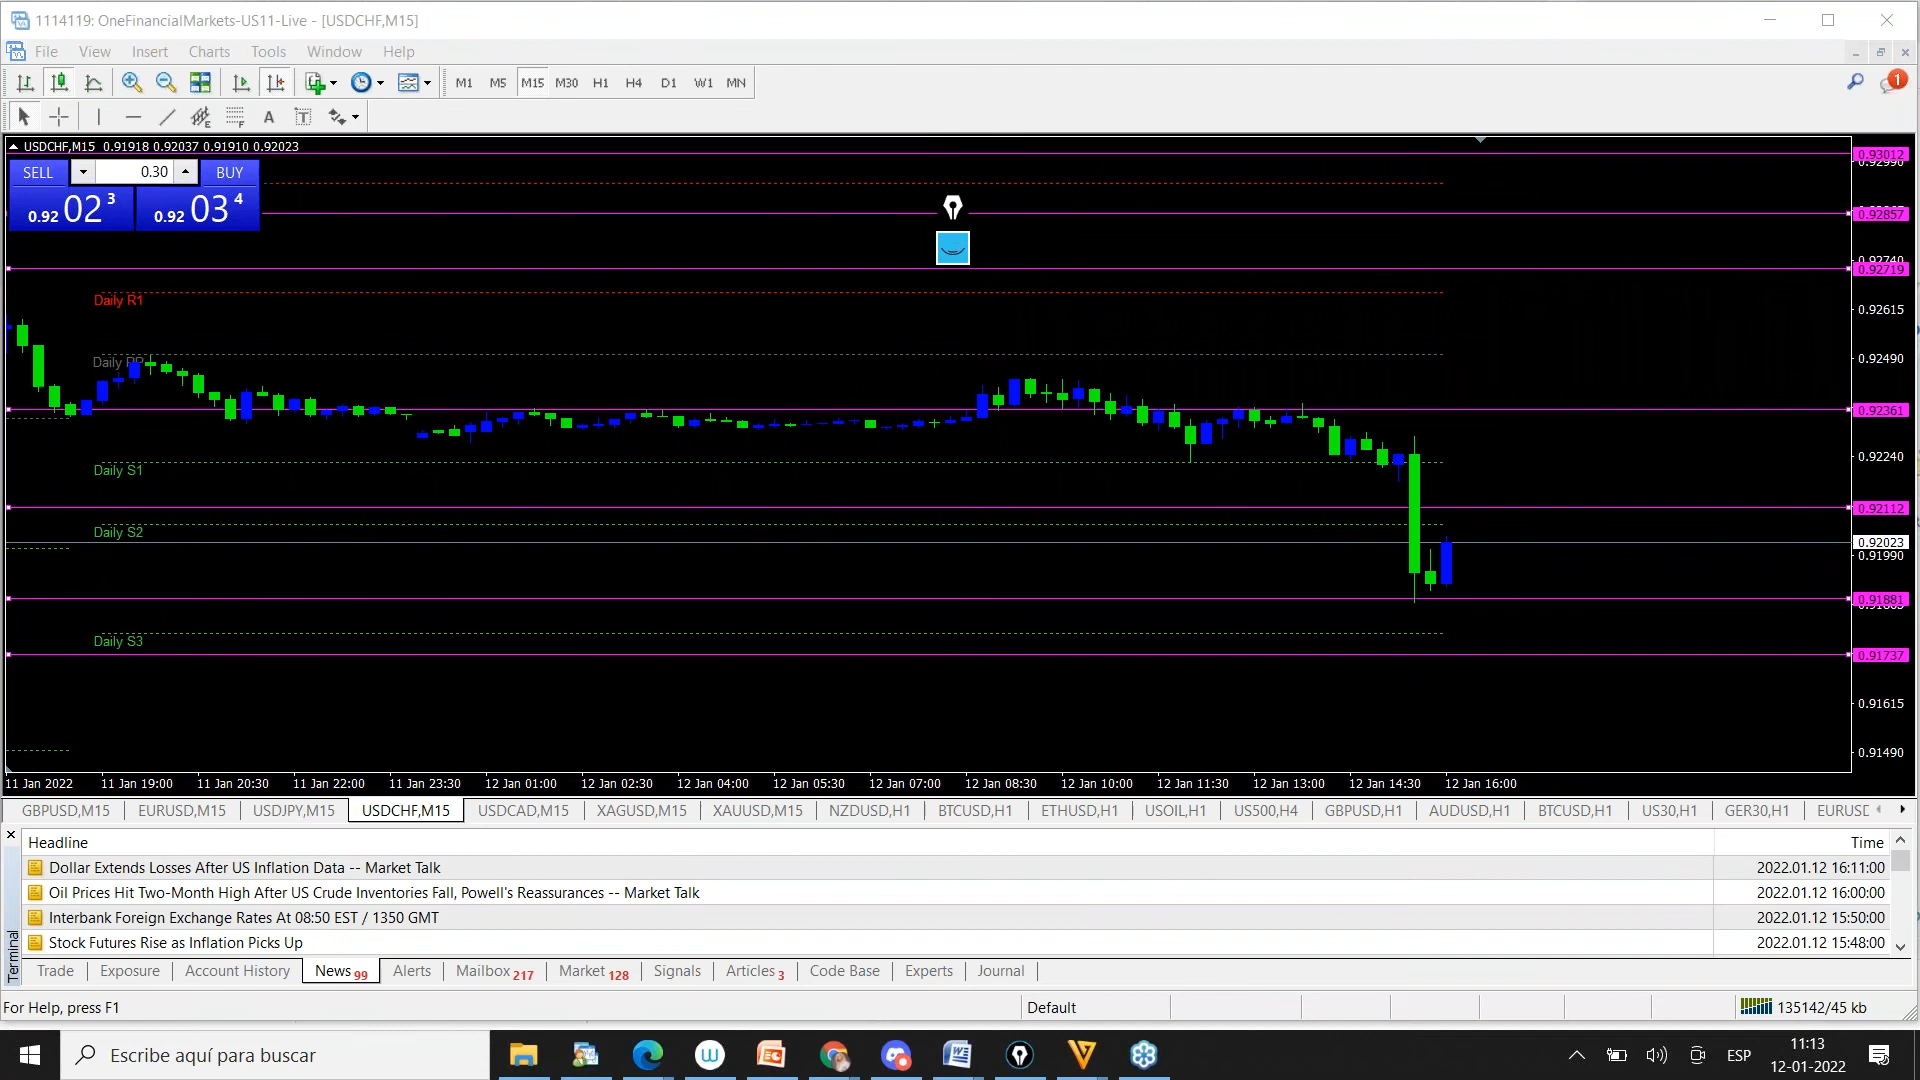 1114119: OneFinancialMarkets-US11-Live - [USDCHF,M15]
File View Insert Charts Tools Window Help
M1 M5 M15 M30 H1 H4 D1 W1 MN
1
E F A T
USDCHF,M15 0.91918 0.92037 0.91910 0.92023
SELL 0.30 BUY
0.92 02 3 0.92 03 4
0.93012
0.92990
0.92857
0.92740
0.92719
Daily R1
0.92615
Daily PP
0.92490
0.92361
0.92240
Daily S1
0.92112
Daily S2
0.92023
0.91990
0.91881
Daily S3
0.91737
0.91615
0.91490
11 Jan 2022 11 Jan 19:00 11 Jan 20:30 11 Jan 22:00 11 Jan 23:30 12 Jan 01:00 12 Jan 02:30 12 Jan 04:00 12 Jan 05:30 12 Jan 07:00 12 Jan 08:30 12 Jan 10:00 12 Jan 11:30 12 Jan 13:00 12 Jan 14:30 12 Jan 16:00
GBPUSD,M15 EURUSD,M15 USDJPY,M15 USDCHF,M15 USDCAD,M15 XAGUSD,M15 XAUUSD,M15 NZDUSD,H1 BTCUSD,H1 ETHUSD,H1 USOIL,H1 US500,H4 GBPUSD,H1 AUDUSD,H1 BTCUSD,H1 US30,H1 GER30,H1 EURUSD
Headline Time
Dollar Extends Losses After US Inflation Data -- Market Talk 2022.01.12 16:11:00
Oil Prices Hit Two-Month High After US Crude Inventories Fall, Powell's Reassurances -- Market Talk 2022.01.12 16:00:00
Interbank Foreign Exchange Rates At 08:50 EST / 1350 GMT 2022.01.12 15:50:00
Stock Futures Rise as Inflation Picks Up 2022.01.12 15:48:00
Terminal
Trade Exposure Account History News 99 Alerts Mailbox 217 Market 128 Signals Articles 3 Code Base Experts Journal
For Help, press F1 Default 135142/45 kb
Escribe aquí para buscar ESP 11:13
12-01-2022